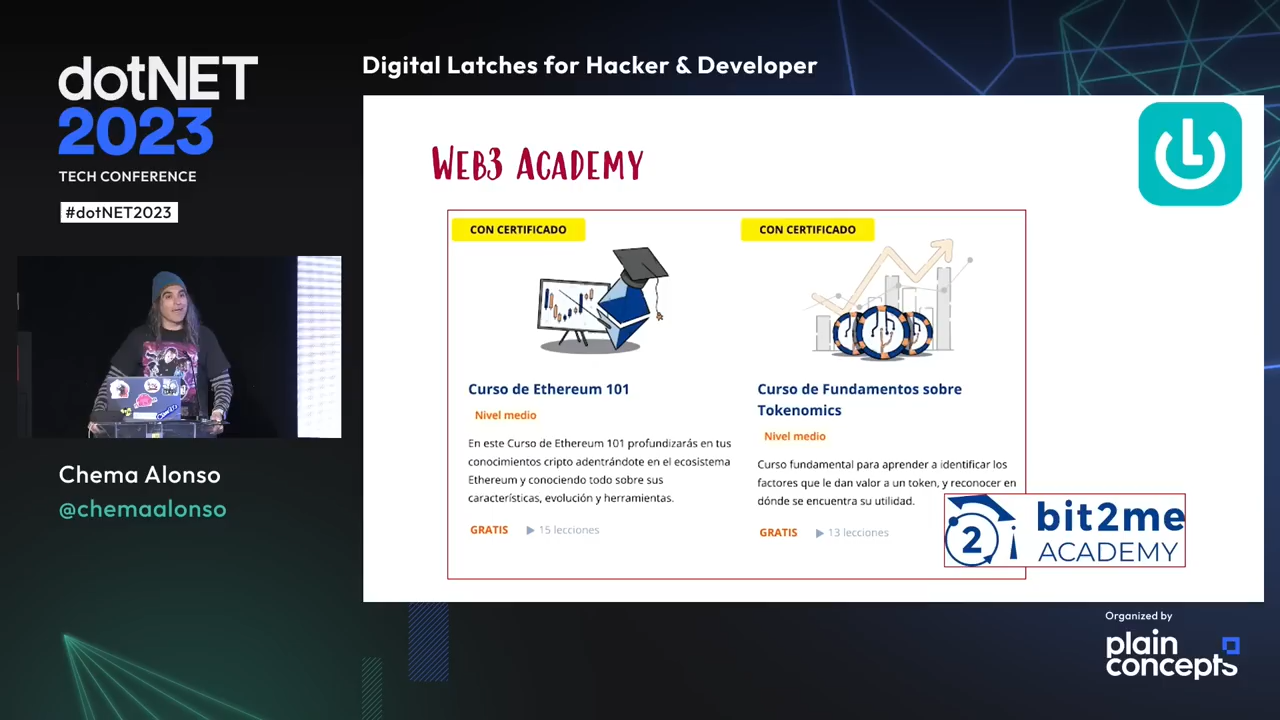 dotNET
2023
TECH CONFERENCE
#dotNET2023
Chema Alonso
@chemaalonso
Digital Latches for Hacker & Developer
Web3 Academy
CON CERTIFICADO
Curso de Ethereum 101
Nivel medio
En este Curso de Ethereum 101 profundizarás en tus
conocimientos cripto adentrándote en el ecosistema
Ethereum y conociendo todo sobre sus
características, evolución y herramientas.
GRATIS ▶ 15 lecciones
CON CERTIFICADO
Curso de Fundamentos sobre
Tokenomics
Nivel medio
Curso fundamental para aprender a identificar los
factores que le dan valor a un token, y reconocer en
dónde se encuentra su utilidad.
GRATIS ▶ 13 lecciones
2
bit2me
ACADEMY
Organized by
plain
concepts